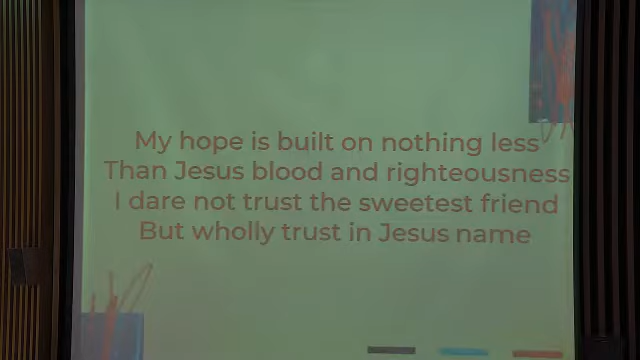 My hope is built on nothing less
Than Jesus blood and righteousness
I dare not trust the sweetest friend
But wholly trust in Jesus name